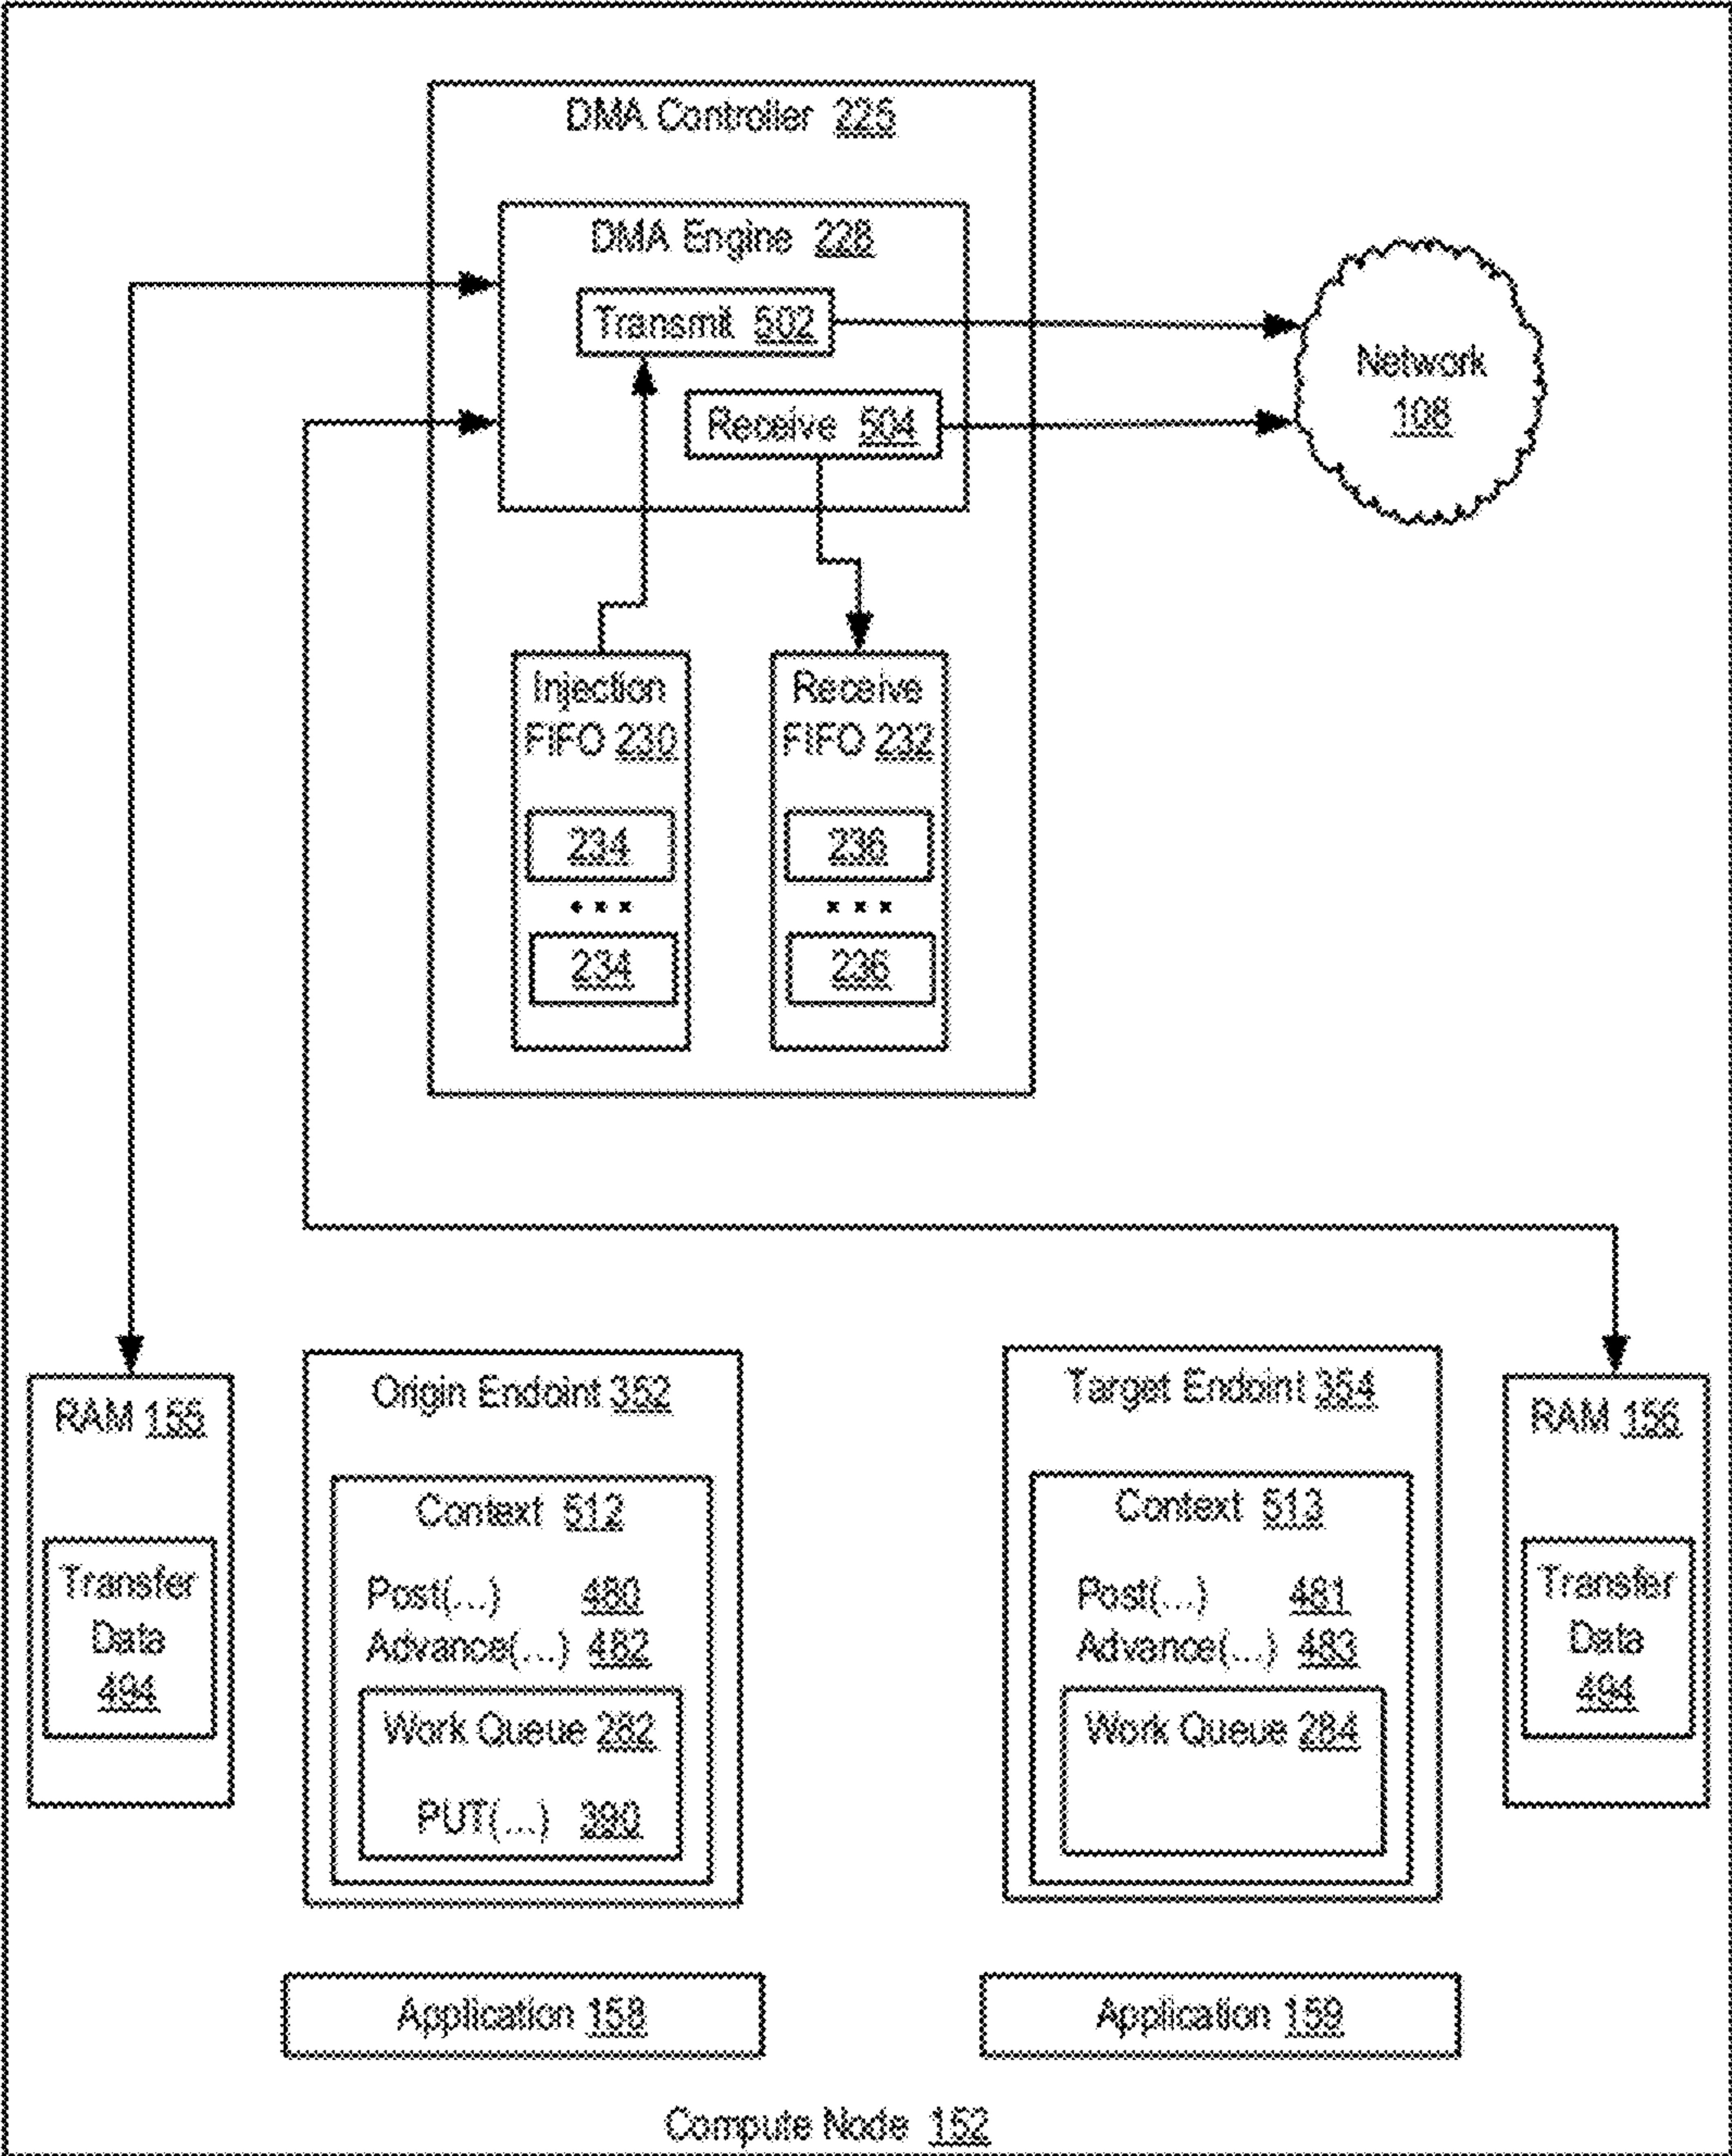 DMA Controller 225
DMA Engine 228
Transmit 502
Receive 504
Network
108
Injection
FIFO 230
234
234
Receive
FIFO 232
236
236
RAM 155
Transfer
Data
494
Origin Endoint 352
Context 512
Post(...) 480
Advance(...) 482
Work Queue 282
PUT(...) 390
Target Endoint 354
Context 513
Post(...) 481
Advance(...) 483
Work Queue 284
RAM 156
Transfer
Data
494
Application 158
Application 159
Compute Node 152